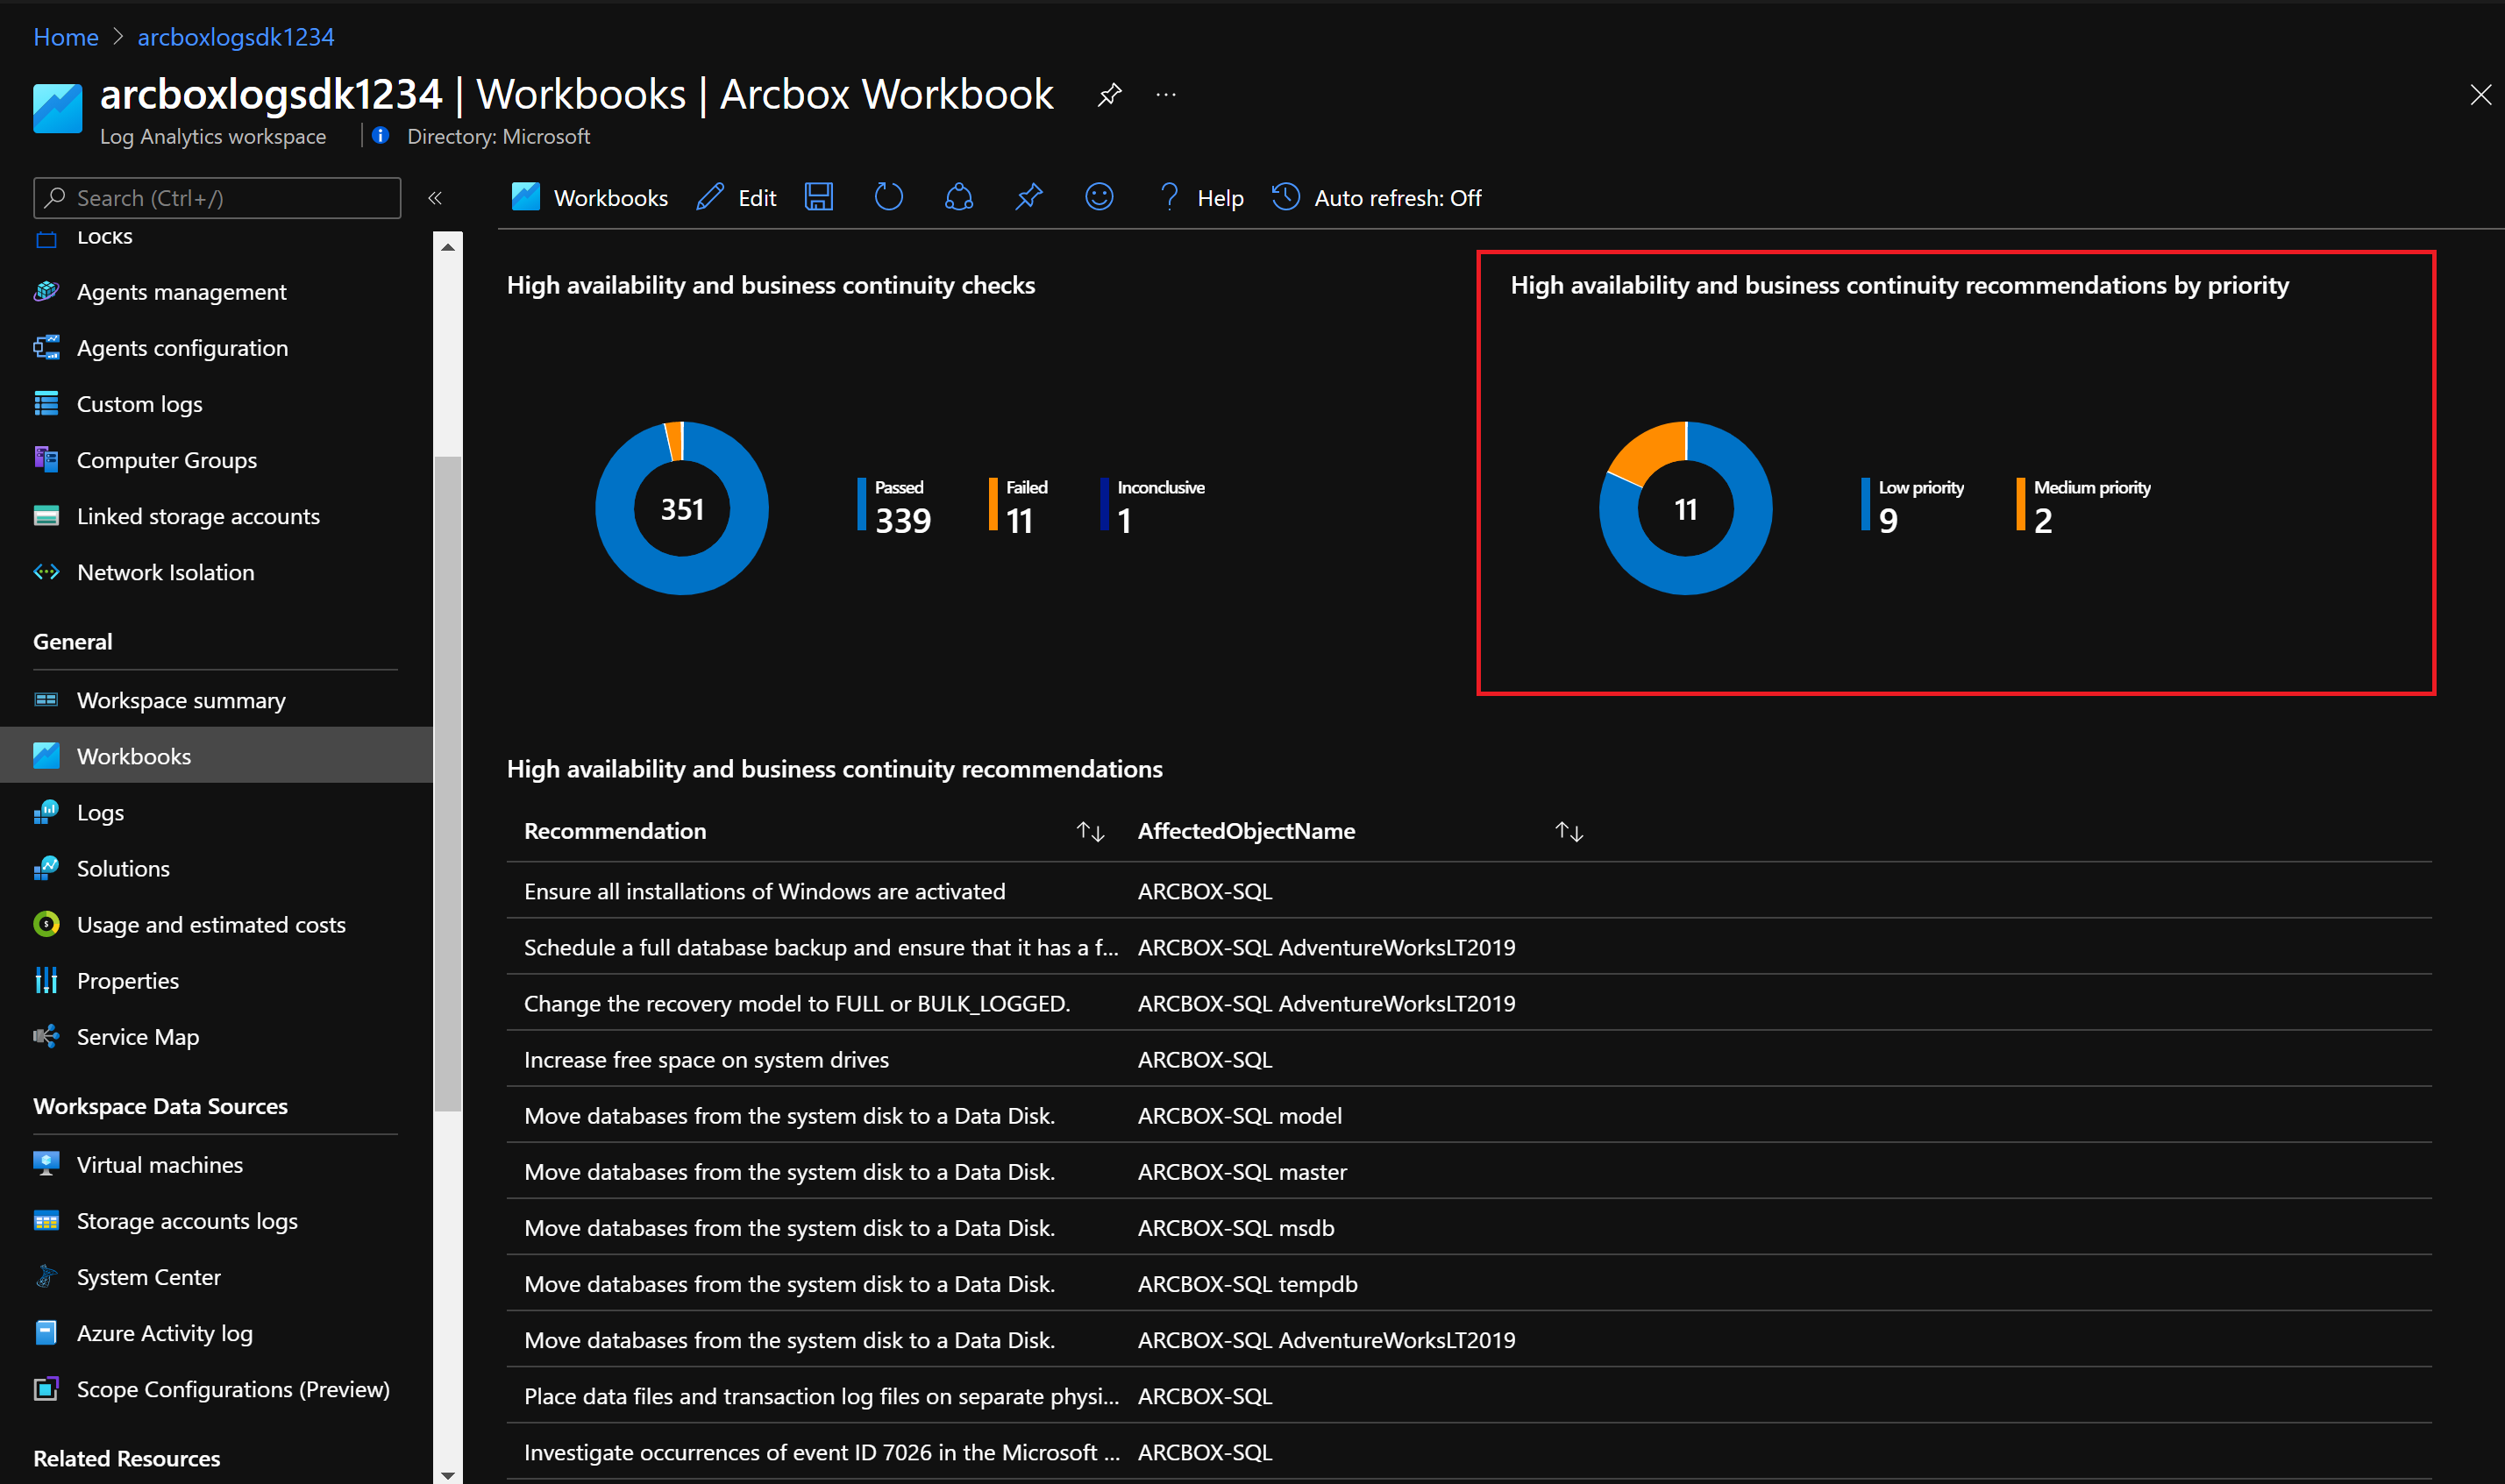 Home > arcboxlogsdk1234
arcboxlogsdk1234 | Workbooks | Arcbox Workbook
Log Analytics workspace
Directory: Microsoft
Search (Ctrl+/)
Workbooks
Edit
Help
Auto refresh: Off
Locks
Agents management
Agents configuration
Custom logs
Computer Groups
Linked storage accounts
Network Isolation
General
Workspace summary
Workbooks
Logs
Solutions
Usage and estimated costs
Properties
Service Map
Workspace Data Sources
Virtual machines
Storage accounts logs
System Center
Azure Activity log
Scope Configurations (Preview)
Related Resources
High availability and business continuity checks
351
Passed
339
Failed
11
Inconclusive
1
High availability and business continuity recommendations by priority
11
Low priority
9
Medium priority
2
High availability and business continuity recommendations
Recommendation AffectedObjectName
Ensure all installations of Windows are activated ARCBOX-SQL
Schedule a full database backup and ensure that it has a f... ARCBOX-SQL AdventureWorksLT2019
Change the recovery model to FULL or BULK_LOGGED. ARCBOX-SQL AdventureWorksLT2019
Increase free space on system drives ARCBOX-SQL
Move databases from the system disk to a Data Disk. ARCBOX-SQL model
Move databases from the system disk to a Data Disk. ARCBOX-SQL master
Move databases from the system disk to a Data Disk. ARCBOX-SQL msdb
Move databases from the system disk to a Data Disk. ARCBOX-SQL tempdb
Move databases from the system disk to a Data Disk. ARCBOX-SQL AdventureWorksLT2019
Place data files and transaction log files on separate physi... ARCBOX-SQL
Investigate occurrences of event ID 7026 in the Microsoft ... ARCBOX-SQL